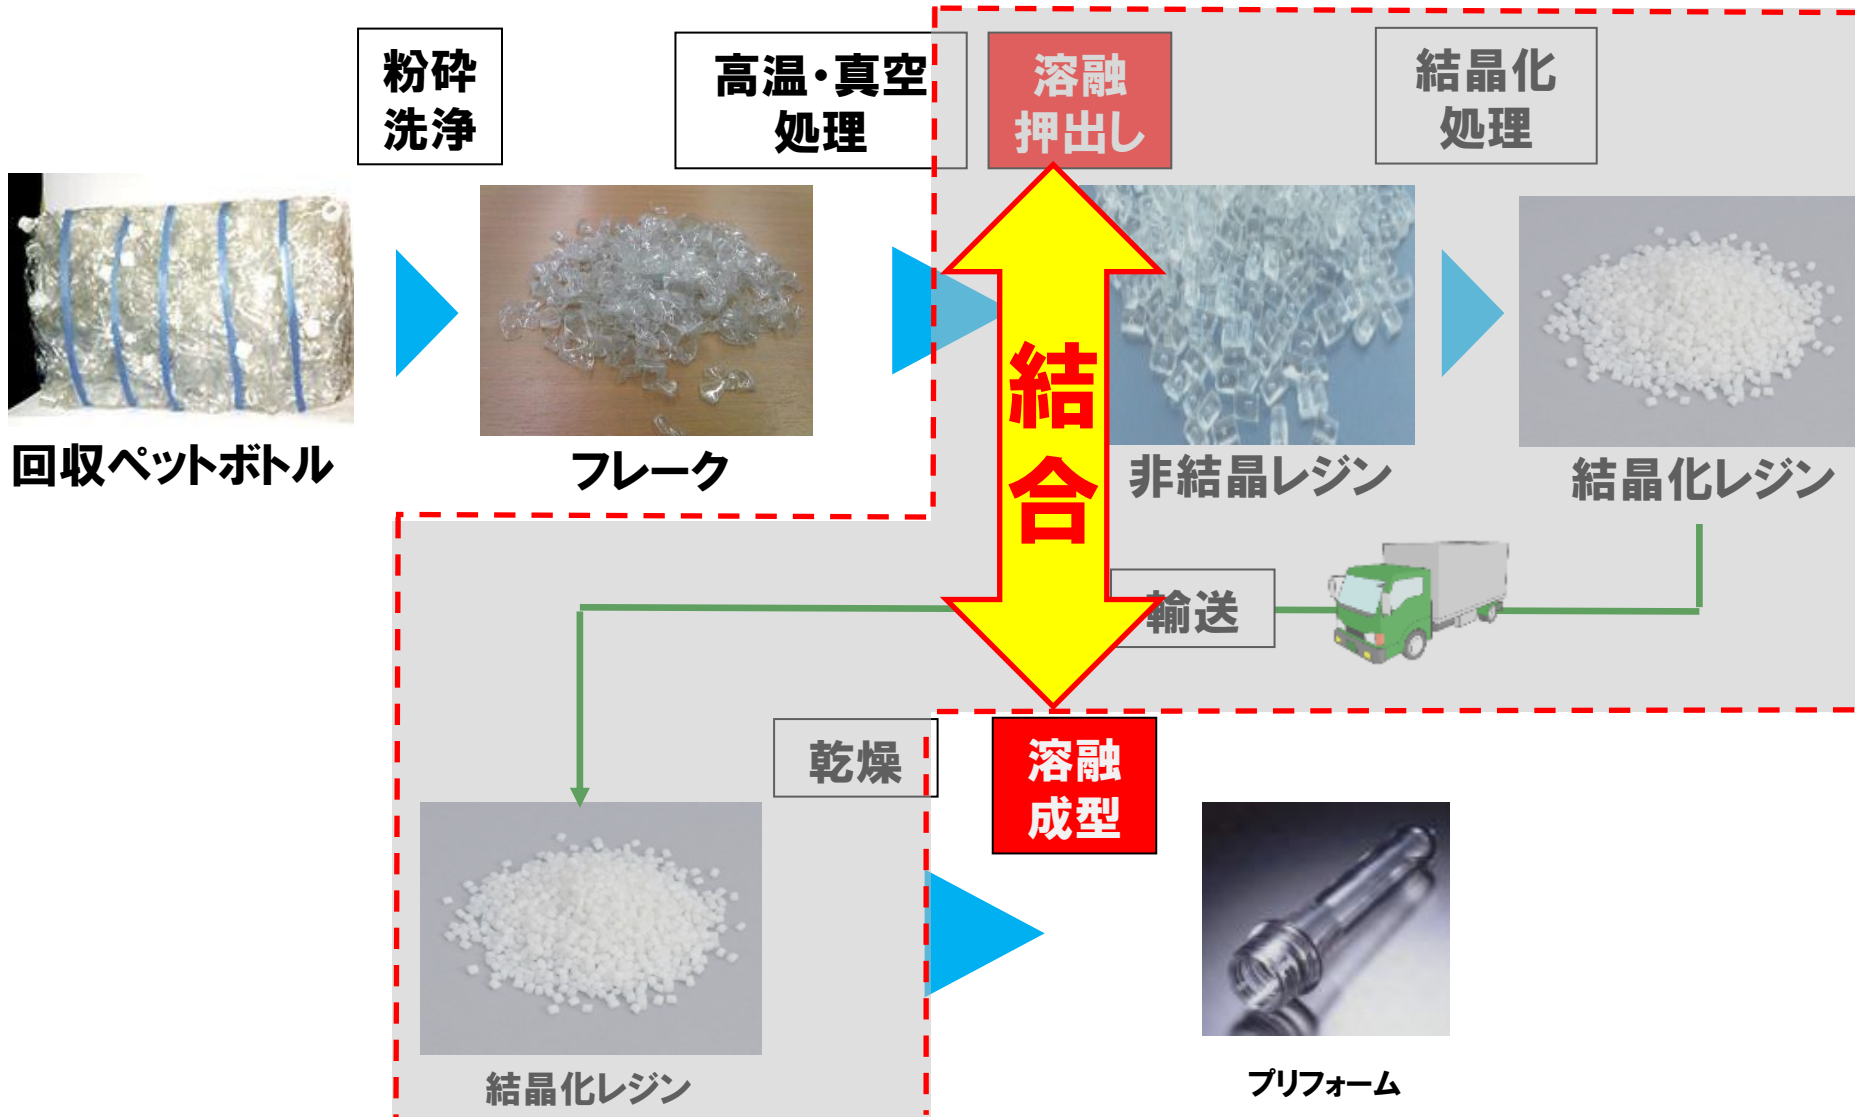 粉砕
洗浄
高温・真空
処理
溶融
押出し
結晶化
処理
回収ペットボトル
フレーク
非結晶レジン
結晶化レジン
結
合
輸送
乾燥
溶融
成型
結晶化レジン
プリフォーム